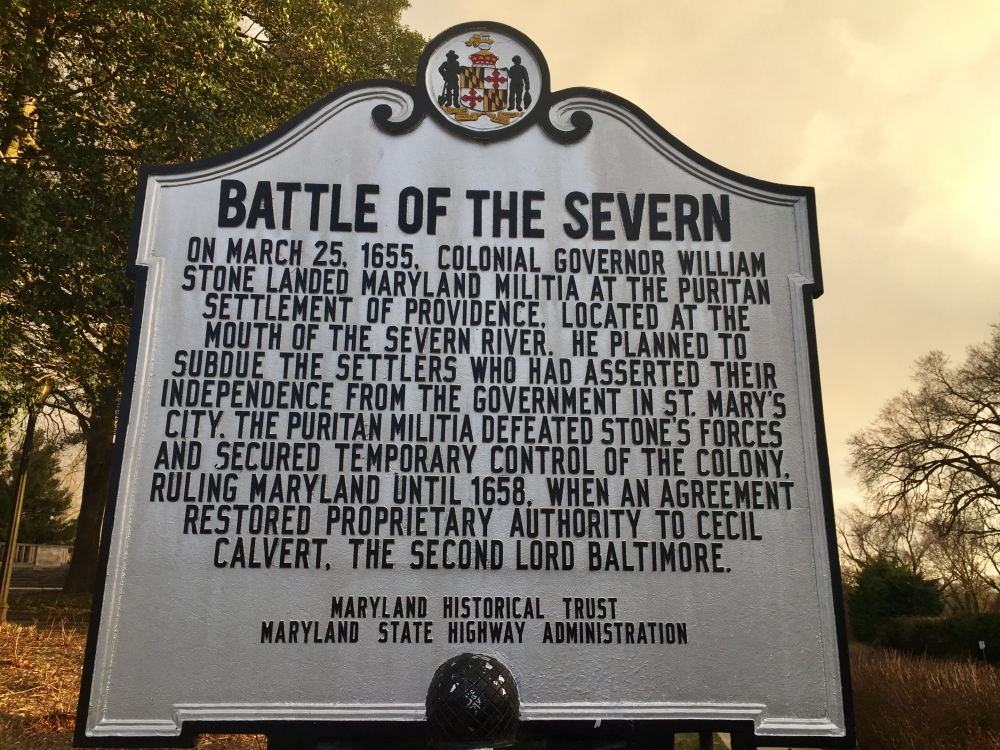 BATTLE OF THE SEVERN
ON MARCH 25, 1655, COLONIAL GOVERNOR WILLIAM
STONE LANDED MARYLAND MILITIA AT THE PURITAN
SETTLEMENT OF PROVIDENCE, LOCATED AT THE
MOUTH OF THE SEVERN RIVER. HE PLANNED TO
SUBDUE THE SETTLERS WHO HAD ASSERTED THEIR
INDEPENDENCE FROM THE GOVERNMENT IN ST. MARY'S
CITY. THE PURITAN MILITIA DEFEATED STONE'S FORCES
AND SECURED TEMPORARY CONTROL OF THE COLONY,
RULING MARYLAND UNTIL 1658, WHEN AN AGREEMENT
RESTORED PROPRIETARY AUTHORITY TO CECIL
CALVERT, THE SECOND LORD BALTIMORE.
MARYLAND HISTORICAL TRUST
MARYLAND STATE HIGHWAY ADMINISTRATION